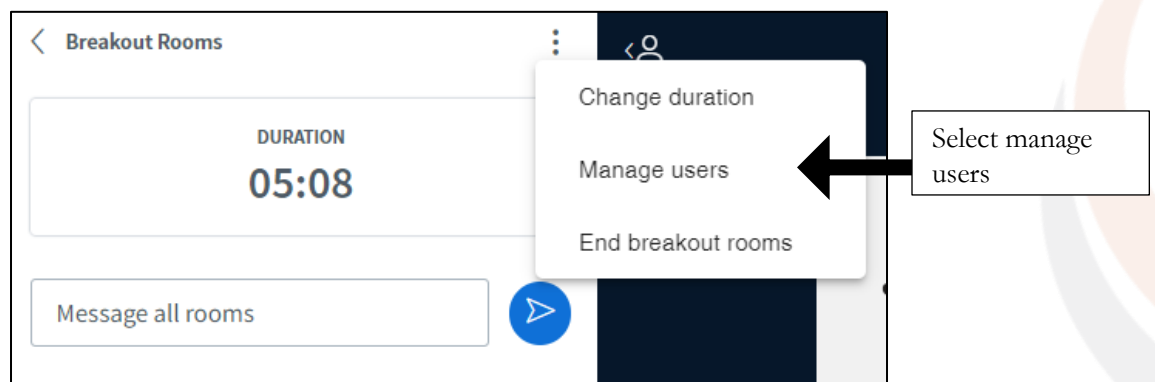 Breakout Rooms
DURATION
05:08
Message all rooms
Change duration
Manage users
End breakout rooms
Select manage
users